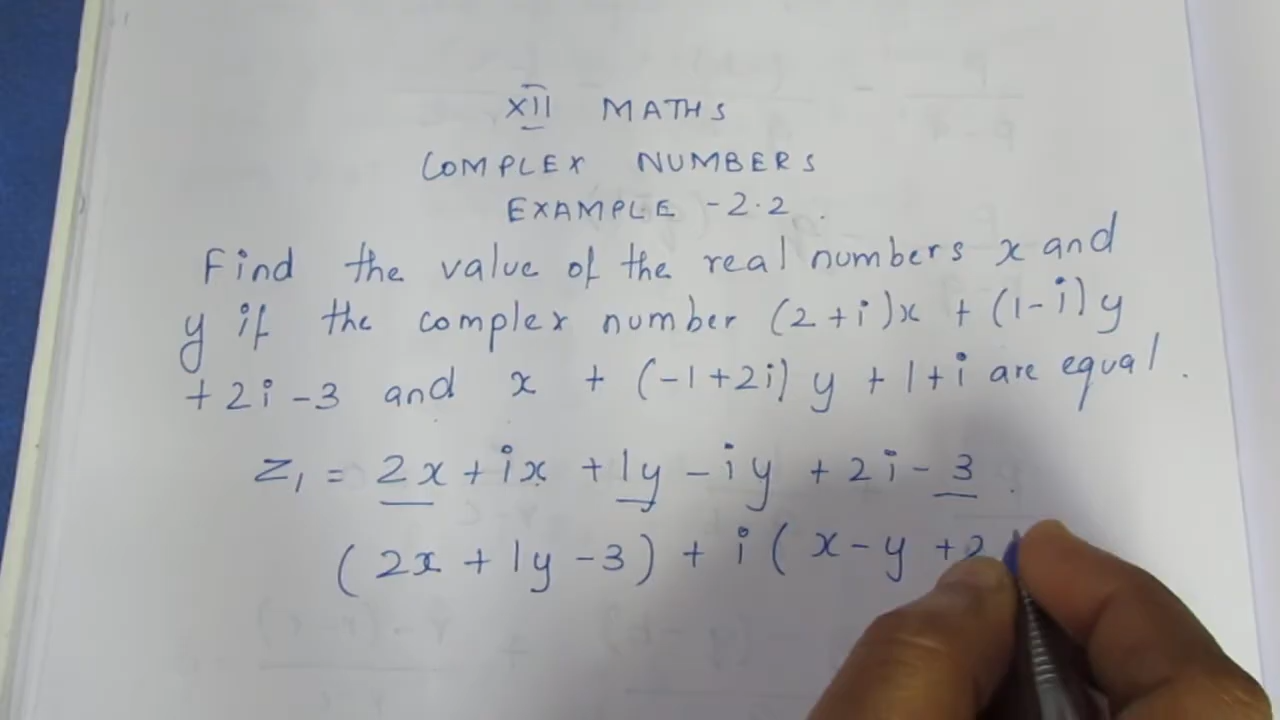 XII MATHS
COMPLEX NUMBERS
EXAMPLE - 2.2.
Find the value of the real numbers x and
y if the complex number (2+i)x + (1-i)y
+2i-3 and x + (-1+2i)y + 1+i are equal.
z₁ = 2x + ix + 1y - iy + 2i - 3.
(2x + 1y - 3) + i(x - y + 2